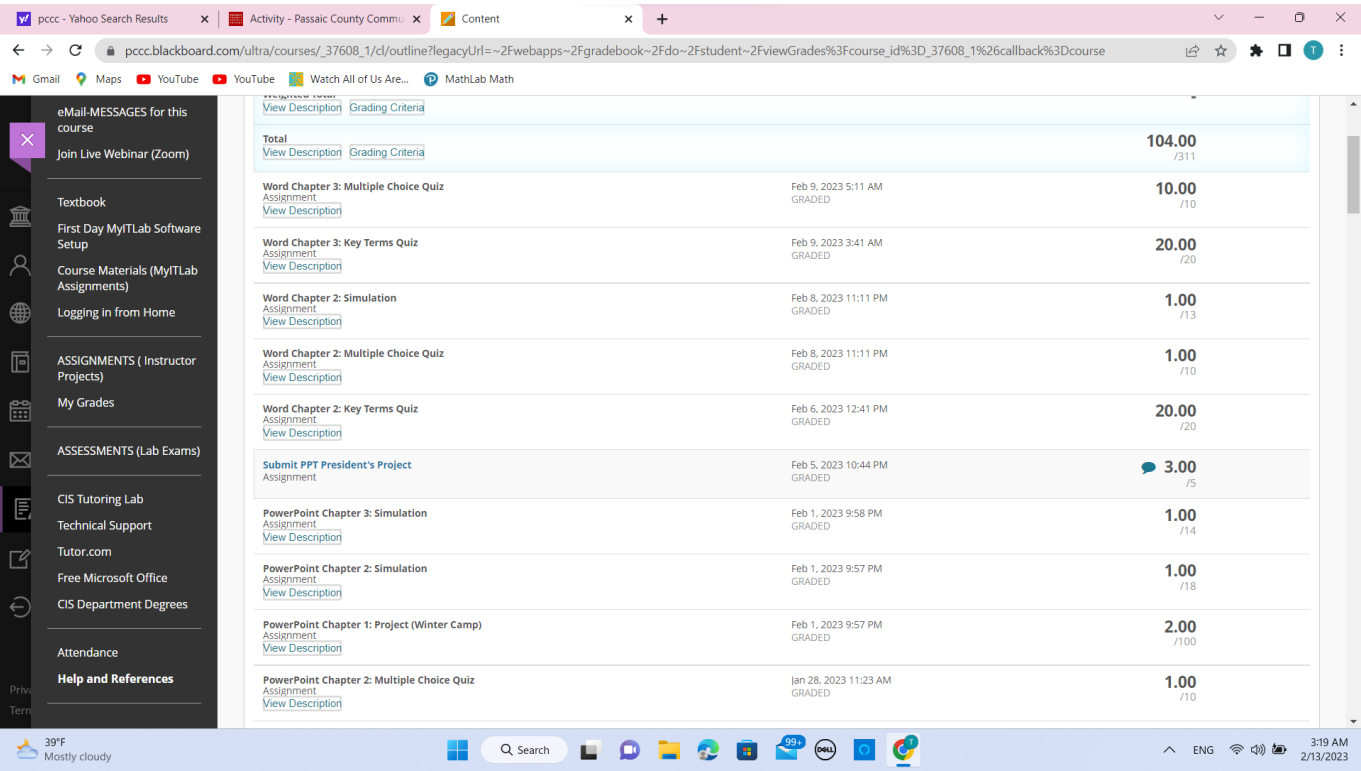 pccc - Yahoo Search Results
Activity - Passaic County Commu
Content
pccc.blackboard.com/ultra/courses/_37608_1/cl/outline?legacyUrl=~2Fwebapps~2Fgradebook~2Fdo~2Fstudent~2FviewGrades%3Fcourse_id%3D_37608_1%26callback%3Dcourse
T
Gmail
Maps
YouTube
YouTube
Watch All of Us Are...
MathLab Math
eMail-MESSAGES for this
course
Join Live Webinar (Zoom)
Textbook
First Day MyITLab Software
Setup
Course Materials (MyITLab
Assignments)
Logging in from Home
ASSIGNMENTS ( Instructor
Projects)
My Grades
ASSESSMENTS (Lab Exams)
CIS Tutoring Lab
Technical Support
Tutor.com
Free Microsoft Office
CIS Department Degrees
Attendance
Help and References
Priva
Term
Weighted Total
-
View Description Grading Criteria
Total
View Description Grading Criteria
104.00
/311
Word Chapter 3: Multiple Choice Quiz
Assignment
View Description
Feb 9, 2023 5:11 AM
GRADED
10.00
/10
Word Chapter 3: Key Terms Quiz
Assignment
View Description
Feb 9, 2023 3:41 AM
GRADED
20.00
/20
Word Chapter 2: Simulation
Assignment
View Description
Feb 8, 2023 11:11 PM
GRADED
1.00
/13
Word Chapter 2: Multiple Choice Quiz
Assignment
View Description
Feb 8, 2023 11:11 PM
GRADED
1.00
/10
Word Chapter 2: Key Terms Quiz
Assignment
View Description
Feb 6, 2023 12:41 PM
GRADED
20.00
/20
Submit PPT President's Project
Assignment
Feb 5, 2023 10:44 PM
GRADED
3.00
/5
PowerPoint Chapter 3: Simulation
Assignment
View Description
Feb 1, 2023 9:58 PM
GRADED
1.00
/14
PowerPoint Chapter 2: Simulation
Assignment
View Description
Feb 1, 2023 9:57 PM
GRADED
1.00
/18
PowerPoint Chapter 1: Project (Winter Camp)
Assignment
View Description
Feb 1, 2023 9:57 PM
GRADED
2.00
/100
PowerPoint Chapter 2: Multiple Choice Quiz
Assignment
View Description
Jan 28, 2023 11:23 AM
GRADED
1.00
/10
39°F
Mostly cloudy
Search
99+
DELL
T
ENG
3:19 AM
2/13/2023